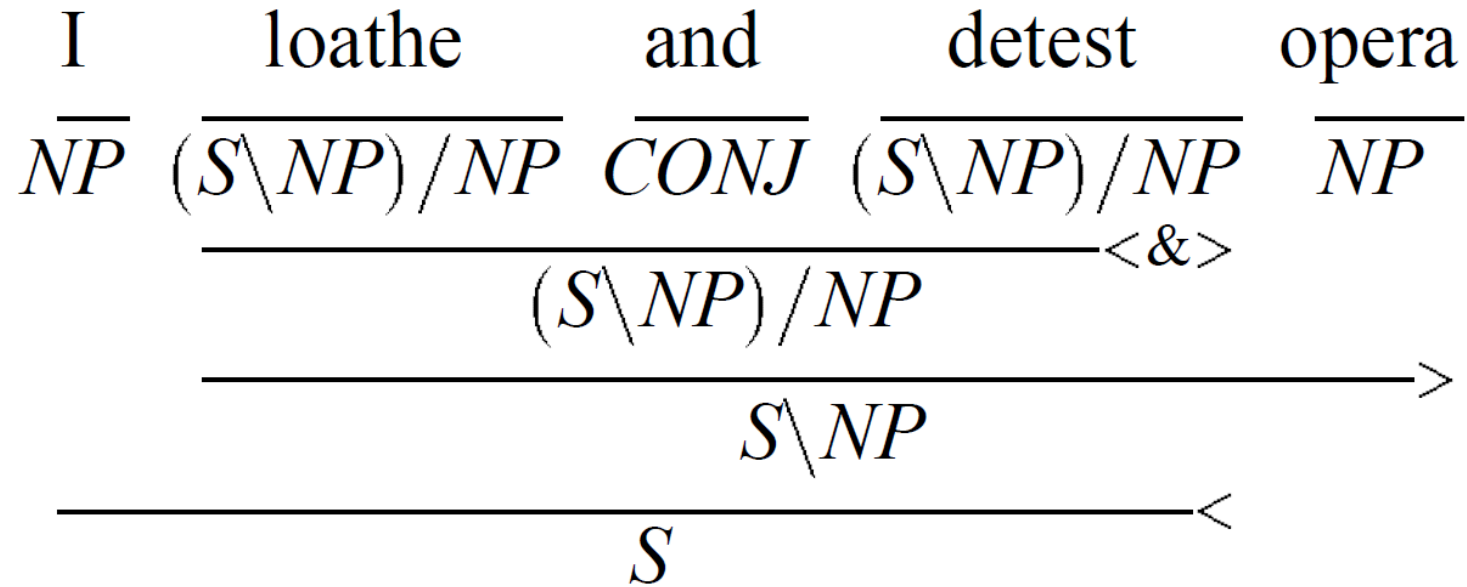 I loathe and detest opera
NP (S\NP)/NP CONJ (S\NP)/NP NP
<&>
(S\NP)/NP
>
S\NP
<
S